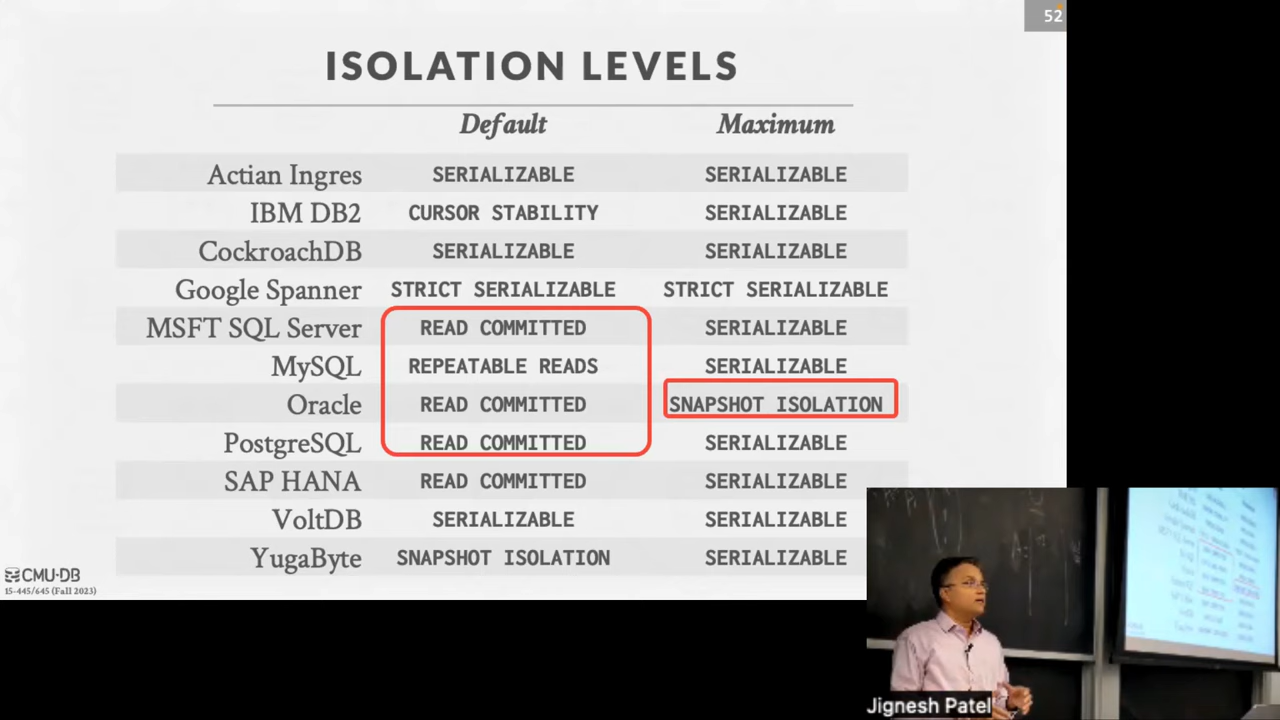 52
ISOLATION LEVELS
Default Maximum
Actian Ingres SERIALIZABLE SERIALIZABLE
IBM DB2 CURSOR STABILITY SERIALIZABLE
CockroachDB SERIALIZABLE SERIALIZABLE
Google Spanner STRICT SERIALIZABLE STRICT SERIALIZABLE
MSFT SQL Server READ COMMITTED SERIALIZABLE
MySQL REPEATABLE READS SERIALIZABLE
Oracle READ COMMITTED SNAPSHOT ISOLATION
PostgreSQL READ COMMITTED SERIALIZABLE
SAP HANA READ COMMITTED SERIALIZABLE
VoltDB SERIALIZABLE SERIALIZABLE
YugaByte SNAPSHOT ISOLATION SERIALIZABLE
CMU·DB
15-445/645 (Fall 2023)
Jignesh Patel